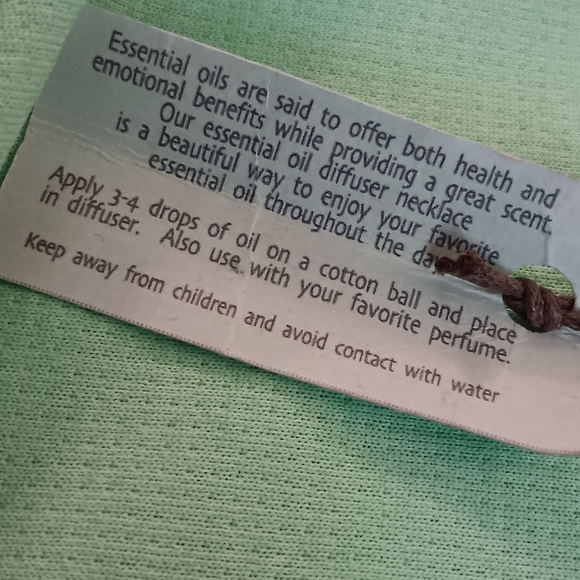 Essential oils are said to offer both health and
emotional benefits while providing a great scent.
Our essential oil diffuser necklace
is a beautiful way to enjoy your favorite
essential oil throughout the
Apply 3-4 drops of oil on a cotton ball and place
in diffuser. Also use with your favorite perfume.
Keep away from children and avoid contact with water